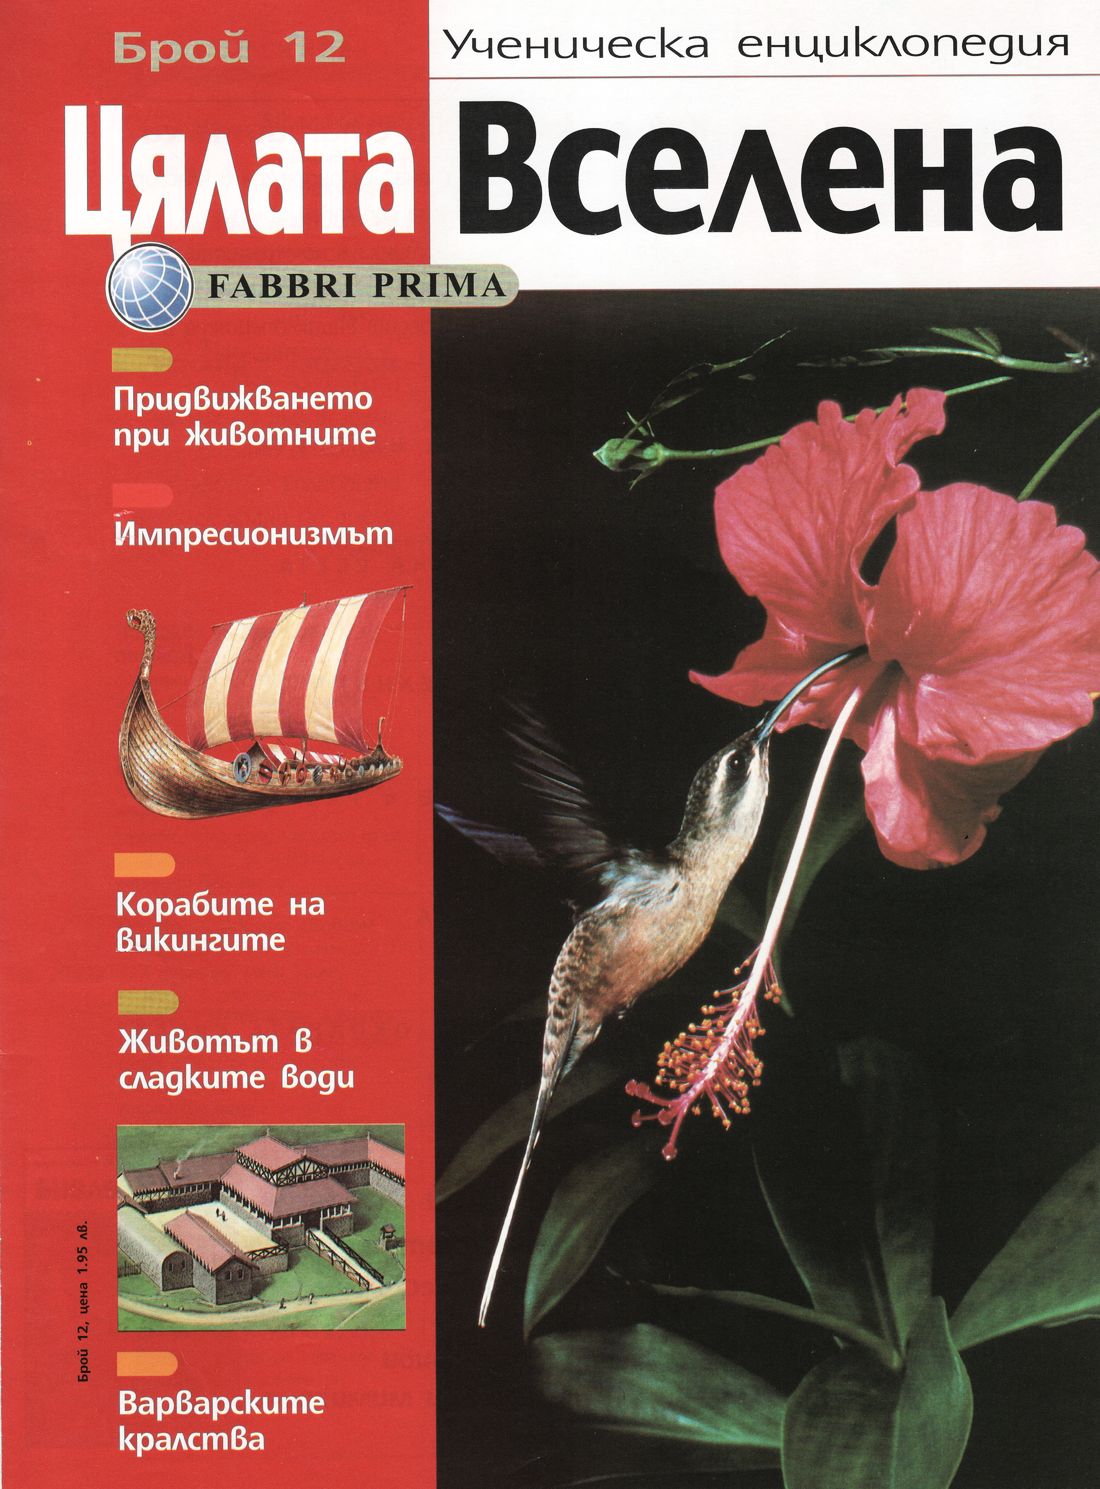 Брой 12
Ученическа енциклопедия
Цялата Вселена
FABBRI PRIMA
Придвижването
при животните
Импресионизмът
Корабите на
викингите
Животът в
сладките води
Варварските
кралства
Брой 12, цена 1.95 лв.